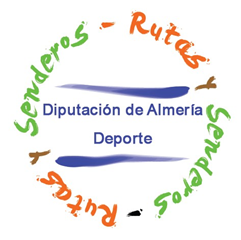 Senderos - Rutas y Senderos - Rutas y
Diputación de Almería
Deporte